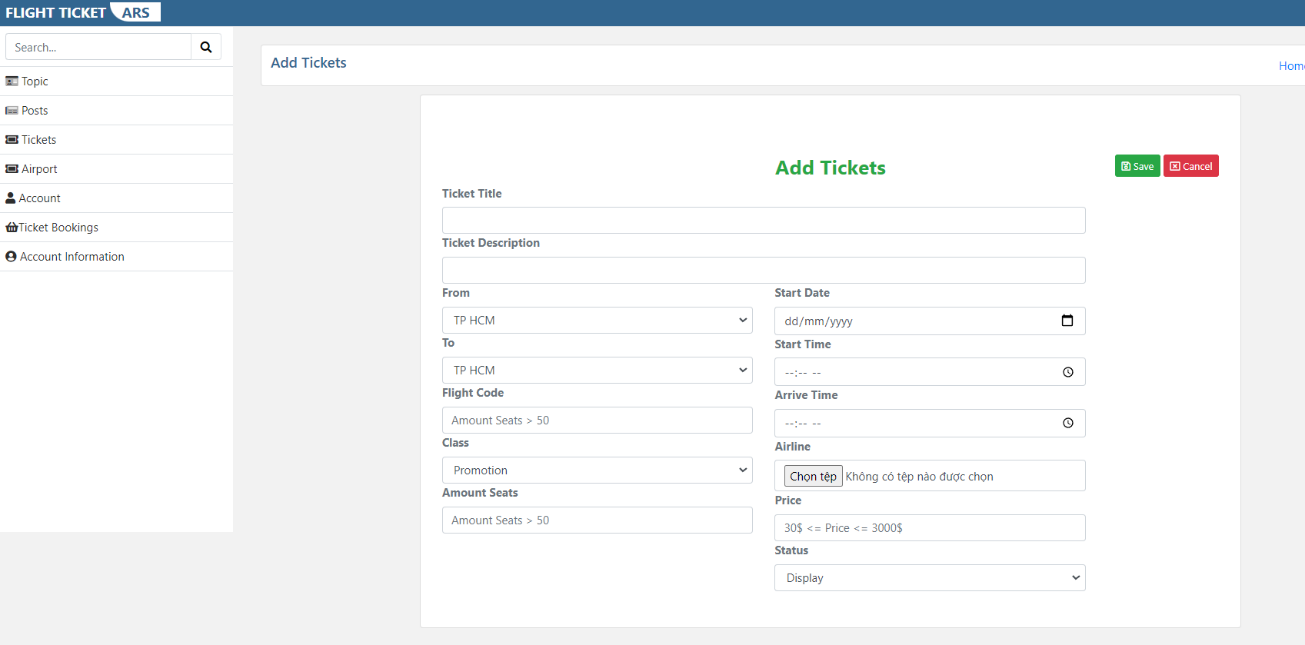 FLIGHT TICKET ARS
Search...
Topic
Posts
Tickets
Airport
Account
Ticket Bookings
Account Information
Add Tickets
Home
Add Tickets
Save
Cancel
Ticket Title
Ticket Description
From
TP HCM
To
TP HCM
Flight Code
Amount Seats > 50
Class
Promotion
Amount Seats
Amount Seats > 50
Start Date
dd/mm/yyyy
Start Time
--:-- --
Arrive Time
--:-- --
Airline
Chọn tệp Không có tệp nào được chọn
Price
30$ <= Price <= 3000$
Status
Display